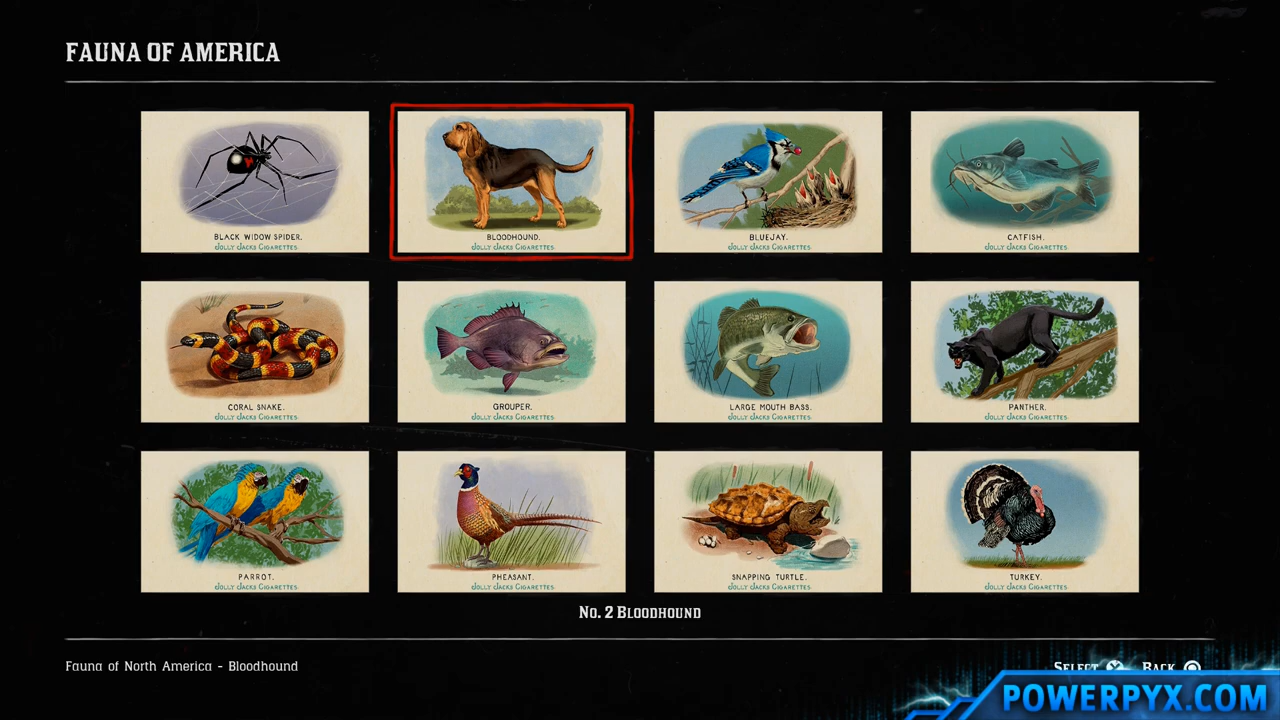 FAUNA OF AMERICA
BLACK WIDOW SPIDER.
JOLLY JACKS CIGARETTES
BLOODHOUND.
JOLLY JACKS CIGARETTES
BLUEJAY.
JOLLY JACKS CIGARETTES
CATFISH.
JOLLY JACKS CIGARETTES
CORAL SNAKE.
JOLLY JACKS CIGARETTES
GROUPER.
JOLLY JACKS CIGARETTES
LARGE MOUTH BASS.
JOLLY JACKS CIGARETTES
PANTHER.
JOLLY JACKS CIGARETTES
PARROT.
JOLLY JACKS CIGARETTES
PHEASANT.
JOLLY JACKS CIGARETTES
SNAPPING TURTLE.
JOLLY JACKS CIGARETTES
TURKEY.
JOLLY JACKS CIGARETTES
No. 2 Bloodhound
Fauna of North America - Bloodhound
Select Back
POWERPYX.COM